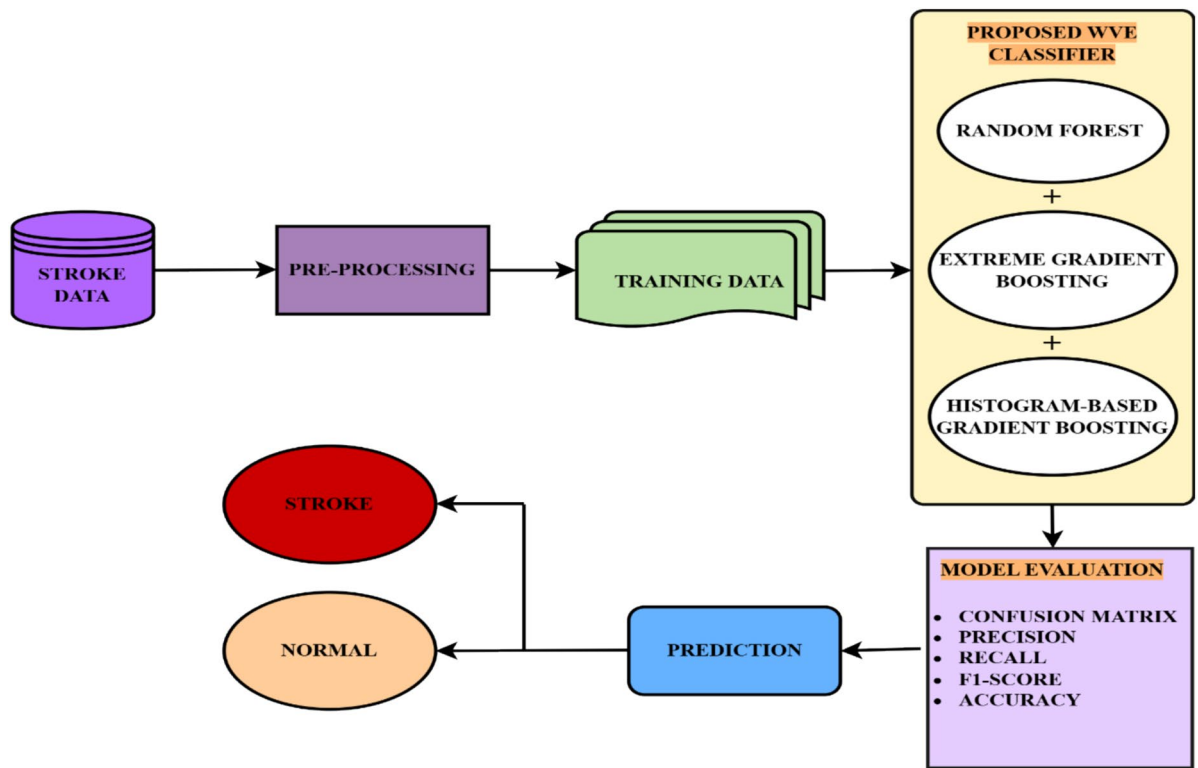 STROKE
DATA
PRE-PROCESSING
TRAINING DATA
PROPOSED WVE
CLASSIFIER
RANDOM FOREST
+
EXTREME GRADIENT
BOOSTING
+
HISTOGRAM-BASED
GRADIENT BOOSTING
MODEL EVALUATION
• CONFUSION MATRIX
• PRECISION
• RECALL
• F1-SCORE
• ACCURACY
PREDICTION
STROKE
NORMAL